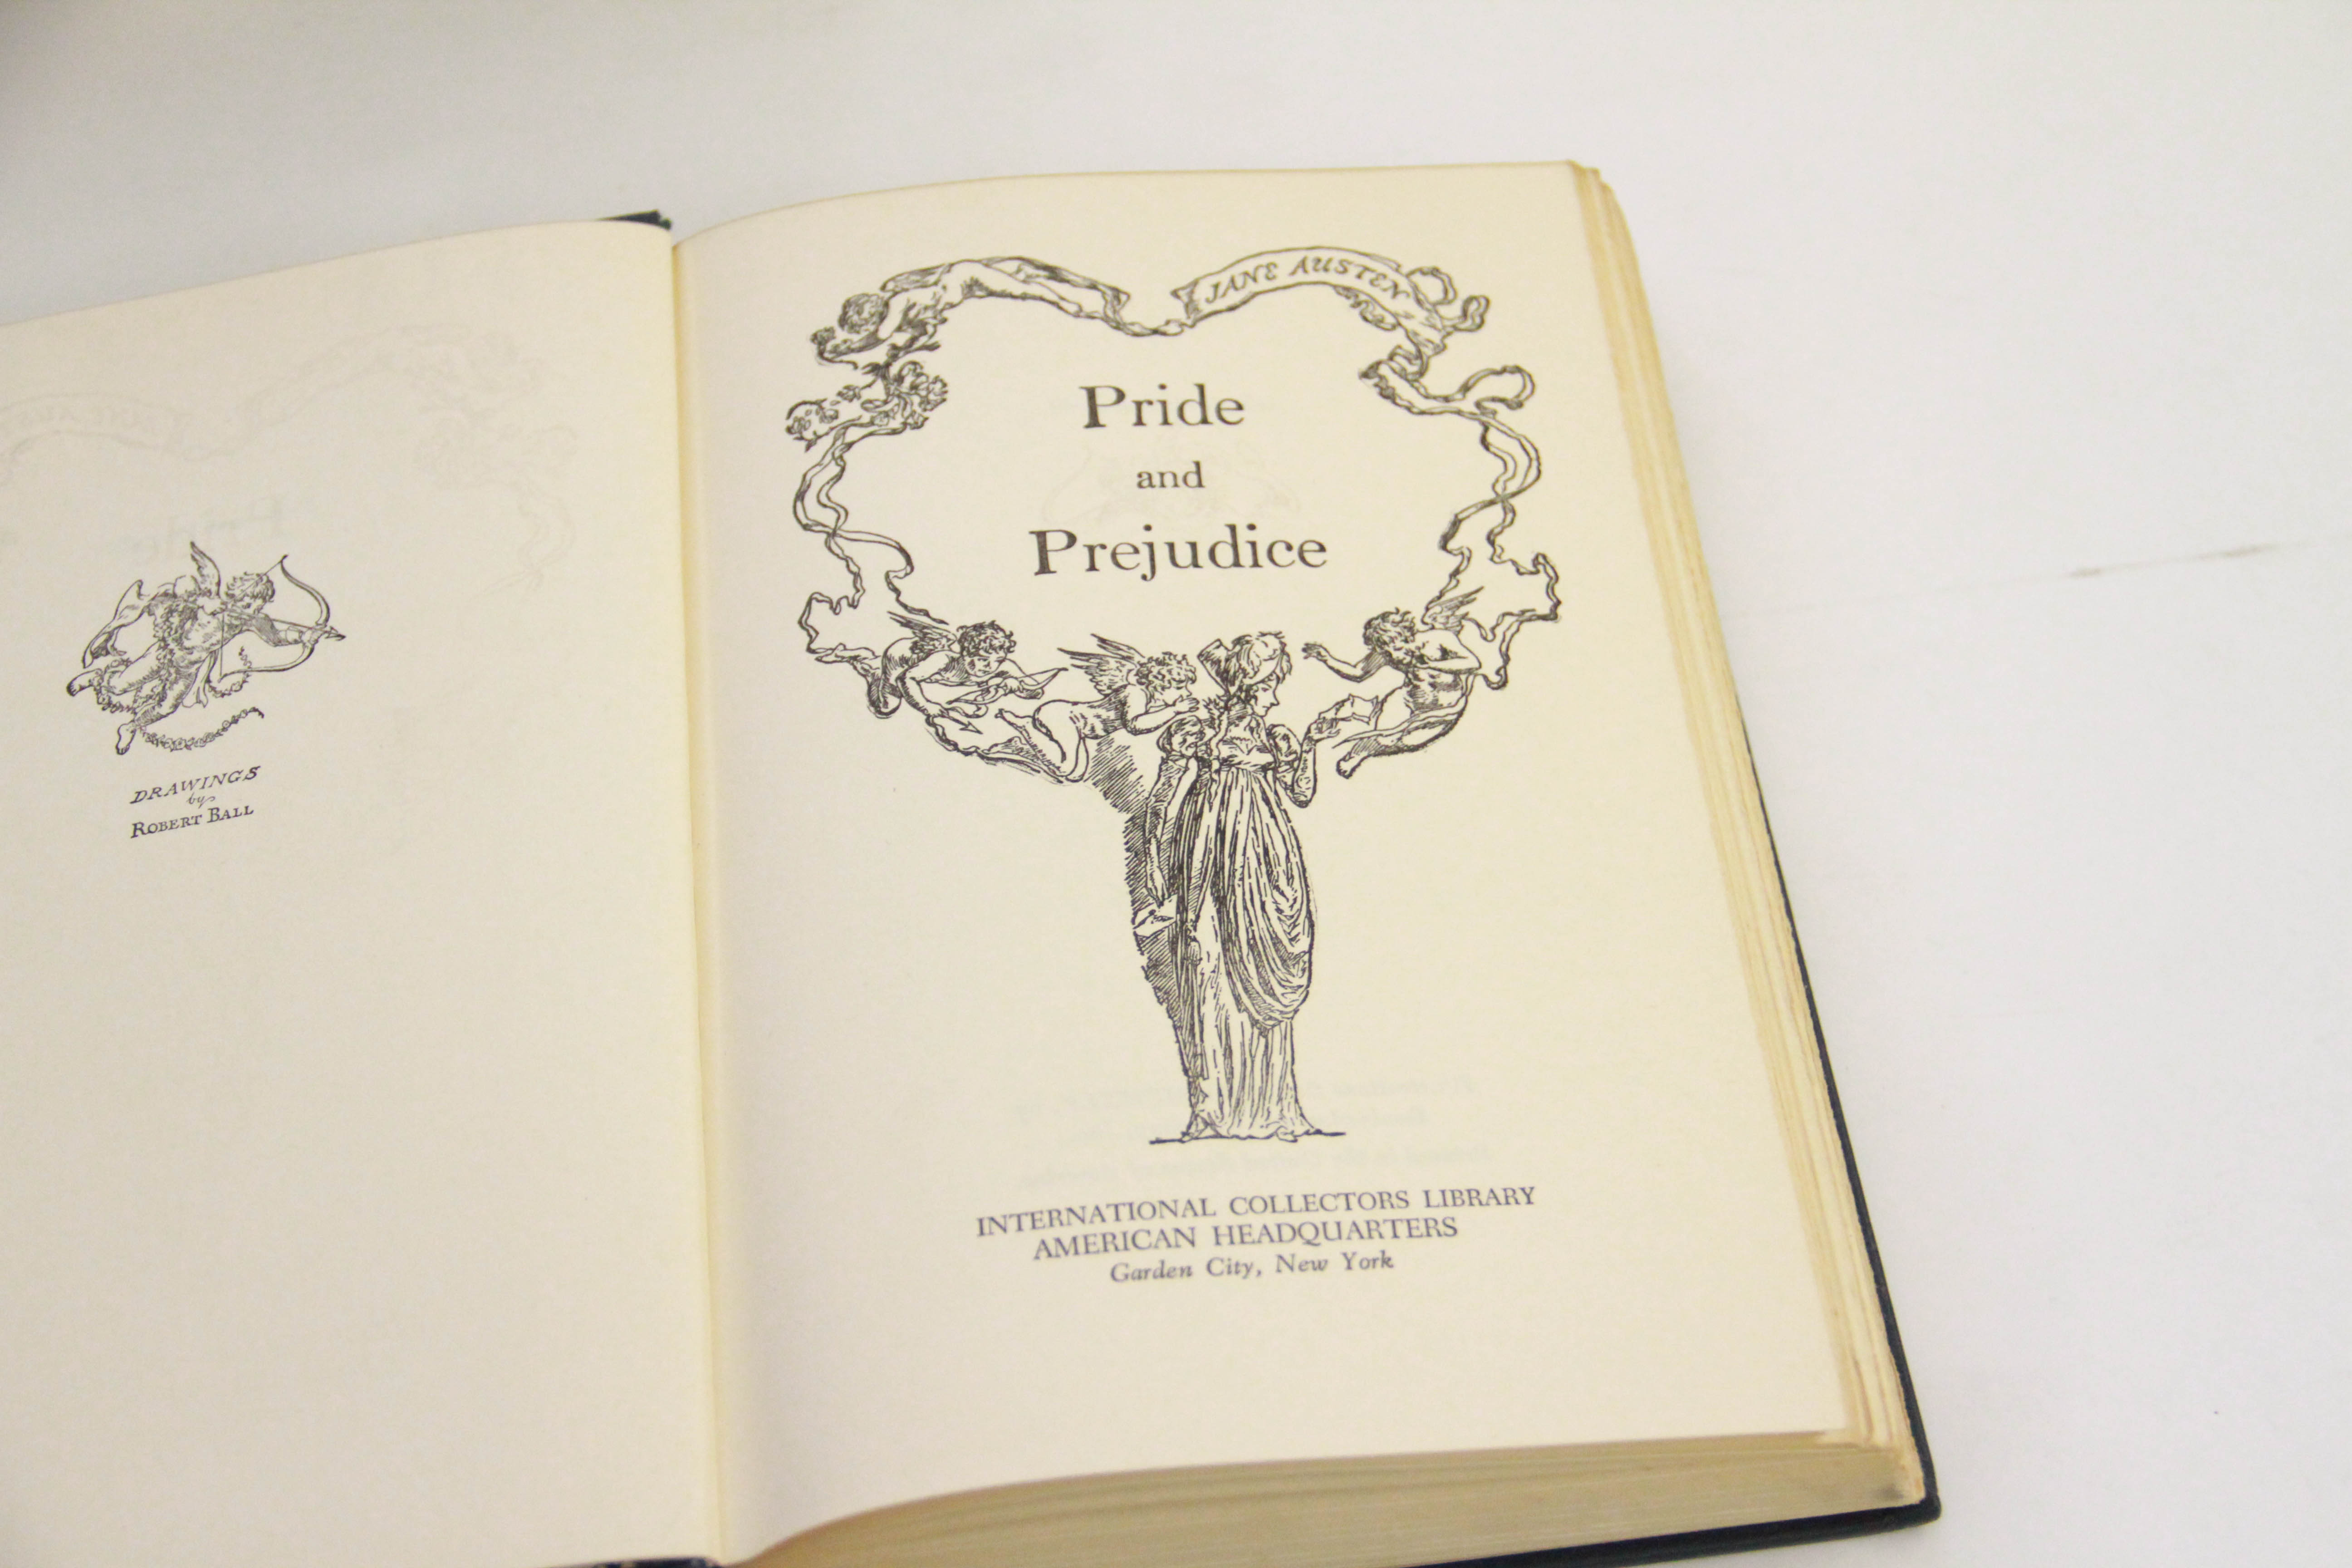 DRAWINGS
by
ROBERT BALL
JANE AUSTEN
Pride
and
Prejudice
INTERNATIONAL COLLECTORS LIBRARY
AMERICAN HEADQUARTERS
Garden City, New York